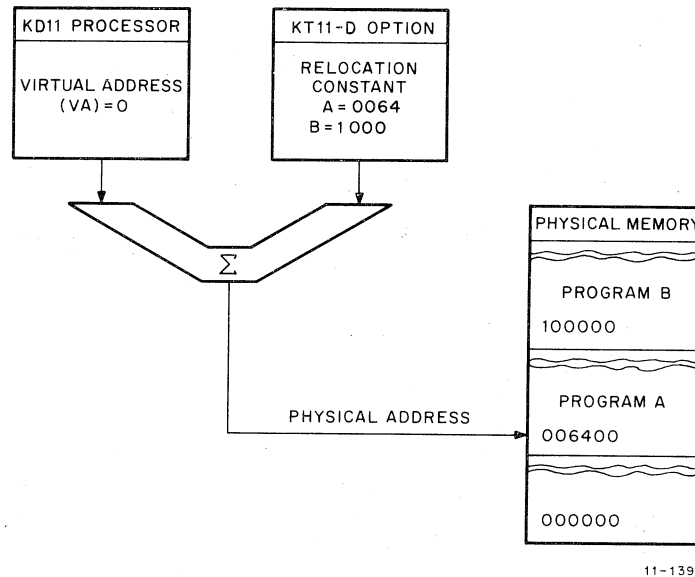 KD11 PROCESSOR
VIRTUAL ADDRESS
(VA) = 0
KT11-D OPTION
RELOCATION
CONSTANT
A = 0064
B = 1000
Σ
PHYSICAL ADDRESS
PHYSICAL MEMORY
PROGRAM B
100000
PROGRAM A
006400
000000
11-139